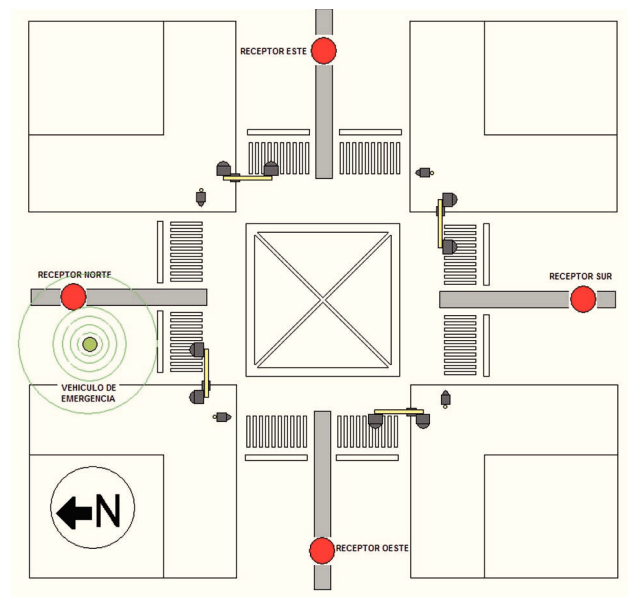 RECEPTOR ESTE
RECEPTOR NORTE
RECEPTOR SUR
VEHICULO DE
EMERGENCIA
N
RECEPTOR OESTE